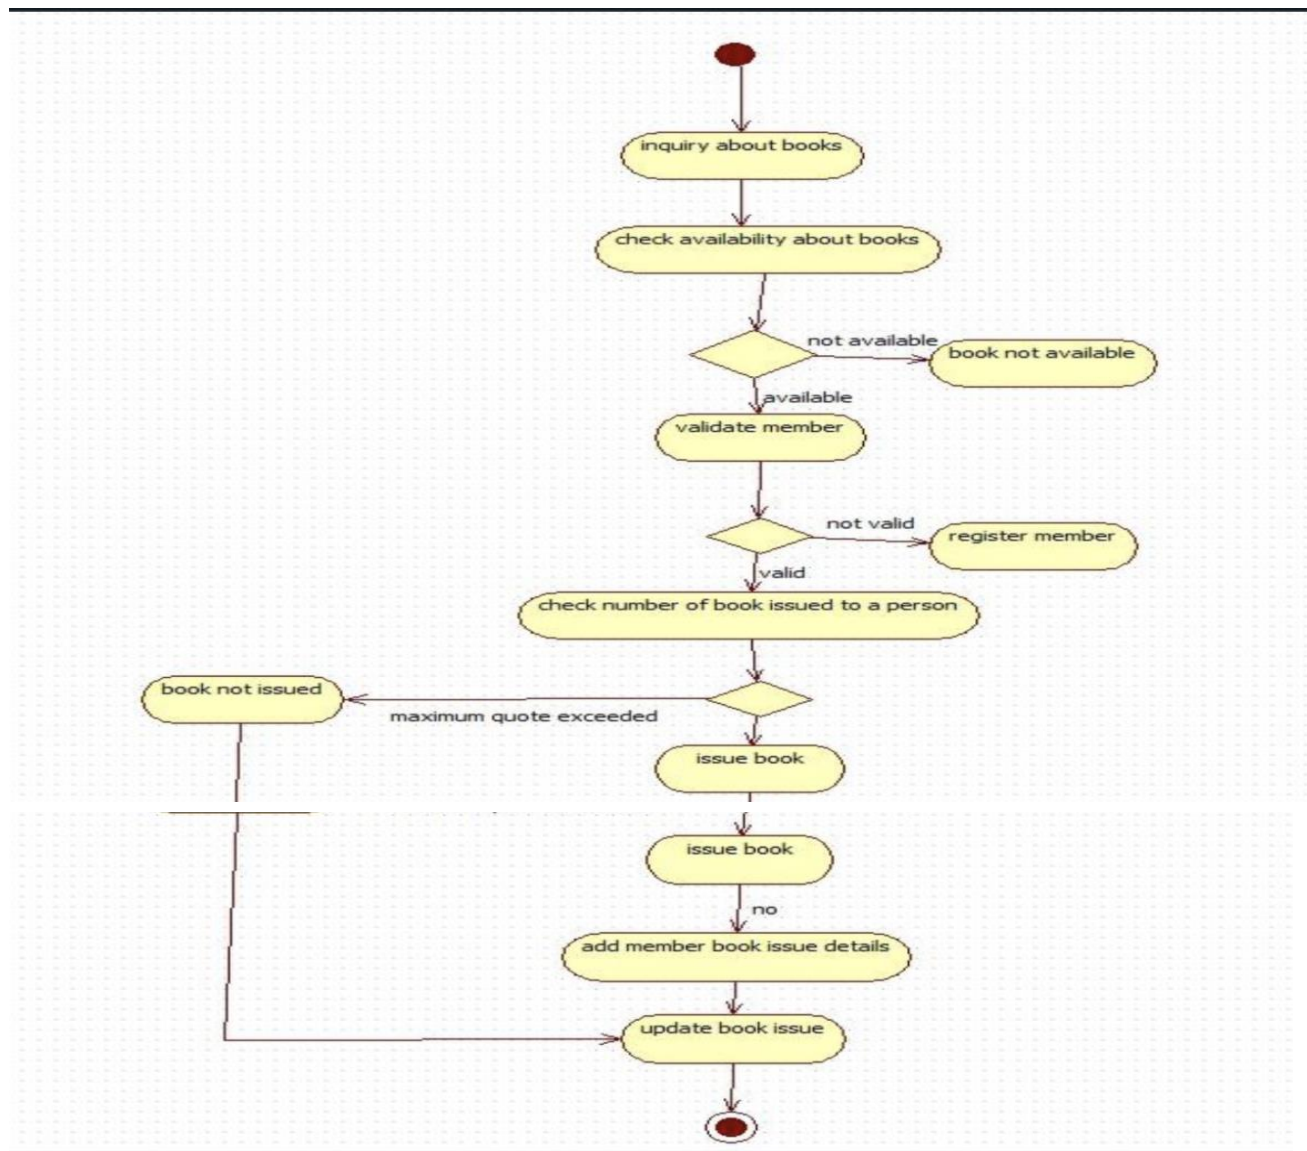 inquiry about books
check availability about books
not available
book not available
available
validate member
not valid
register member
valid
check number of book issued to a person
book not issued
maximum quote exceeded
issue book
issue book
no
add member book issue details
update book issue